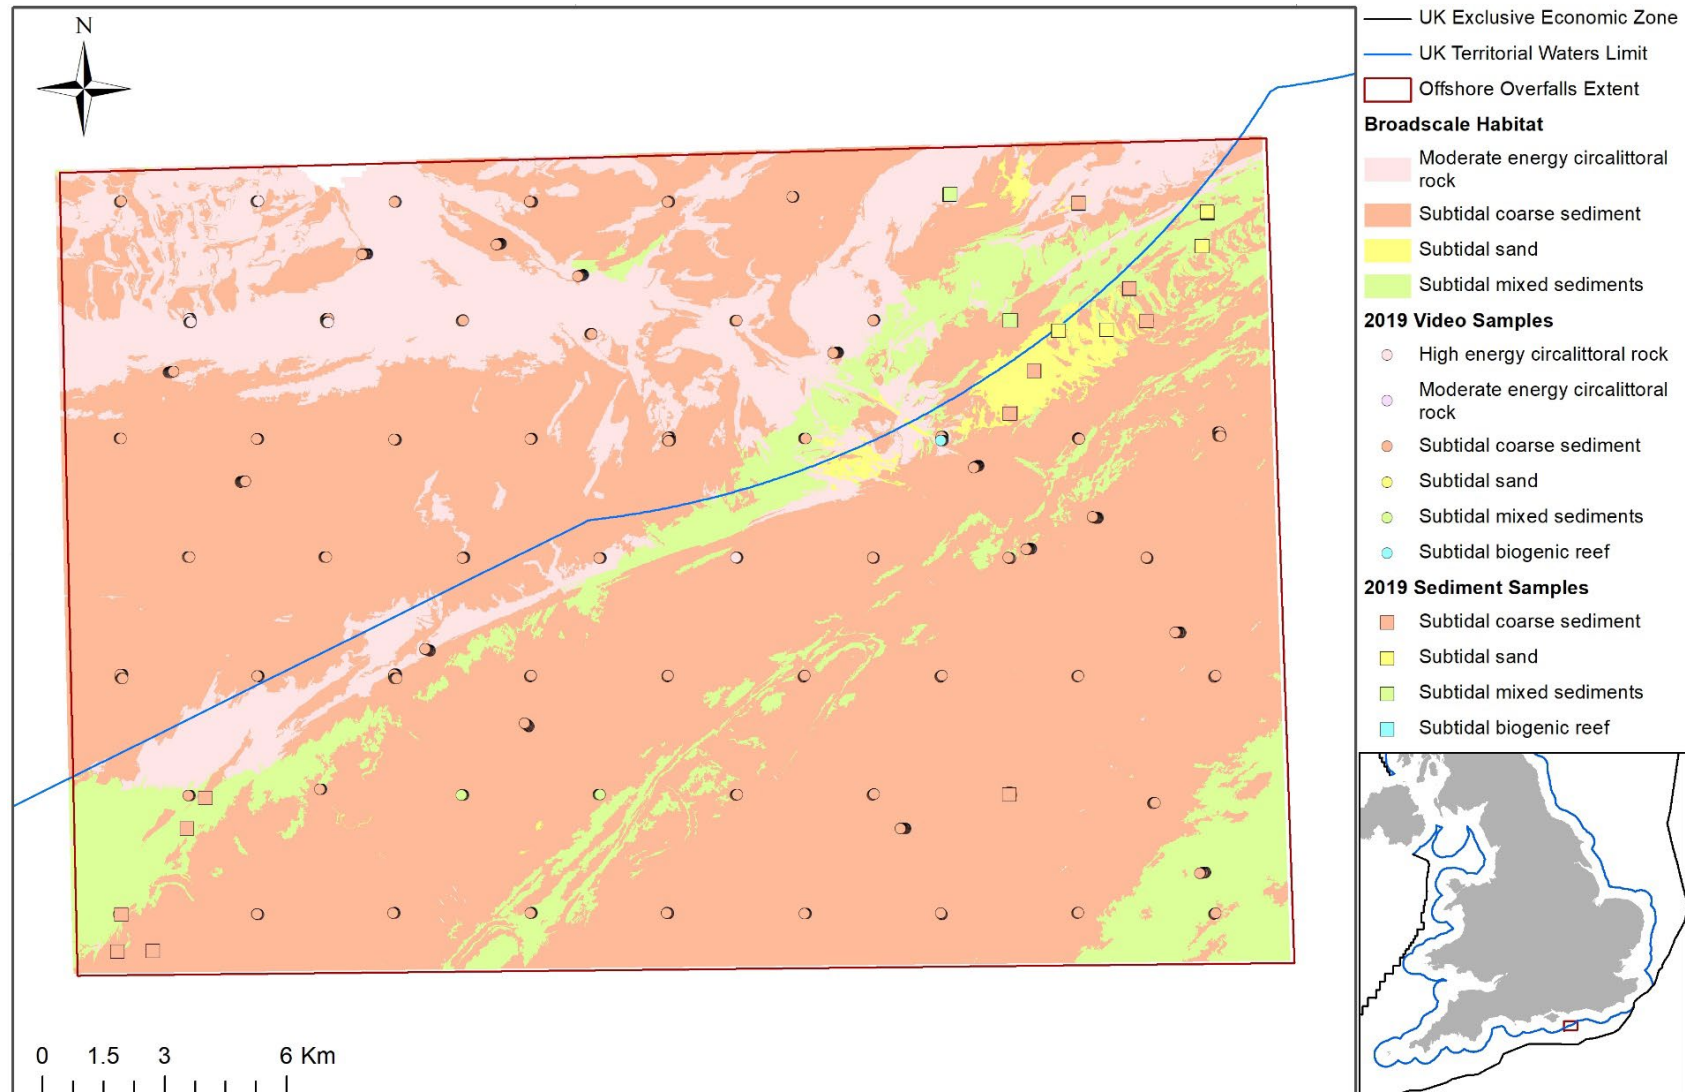 N
0 1.5 3 6 Km
UK Exclusive Economic Zone
UK Territorial Waters Limit
Offshore Overfalls Extent
Broadscale Habitat
Moderate energy circalittoral
rock
Subtidal coarse sediment
Subtidal sand
Subtidal mixed sediments
2019 Video Samples
High energy circalittoral rock
Moderate energy circalittoral
rock
Subtidal coarse sediment
Subtidal sand
Subtidal mixed sediments
Subtidal biogenic reef
2019 Sediment Samples
Subtidal coarse sediment
Subtidal sand
Subtidal mixed sediments
Subtidal biogenic reef